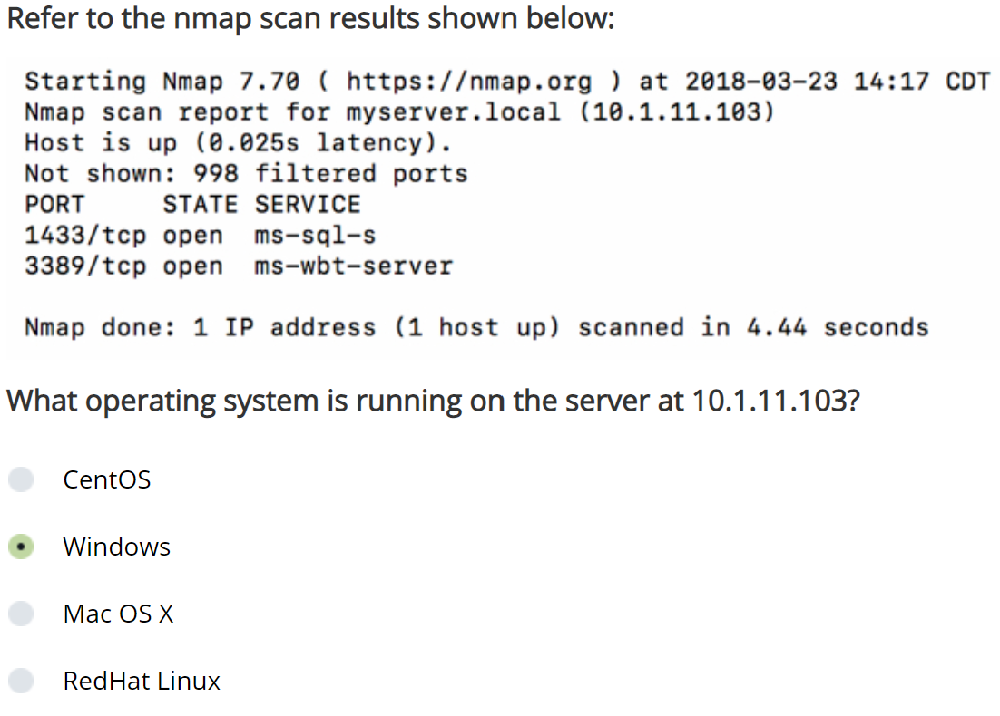 Refer to the nmap scan results shown below:
Starting Nmap 7.70 ( https://nmap.org ) at 2018-03-23 14:17 CDT
Nmap scan report for myserver.local (10.1.11.103)
Host is up (0.025s latency).
Not shown: 998 filtered ports
PORT     STATE SERVICE
1433/tcp open  ms-sql-s
3389/tcp open  ms-wbt-server
Nmap done: 1 IP address (1 host up) scanned in 4.44 seconds
What operating system is running on the server at 10.1.11.103?
CentOS
Windows
Mac OS X
RedHat Linux